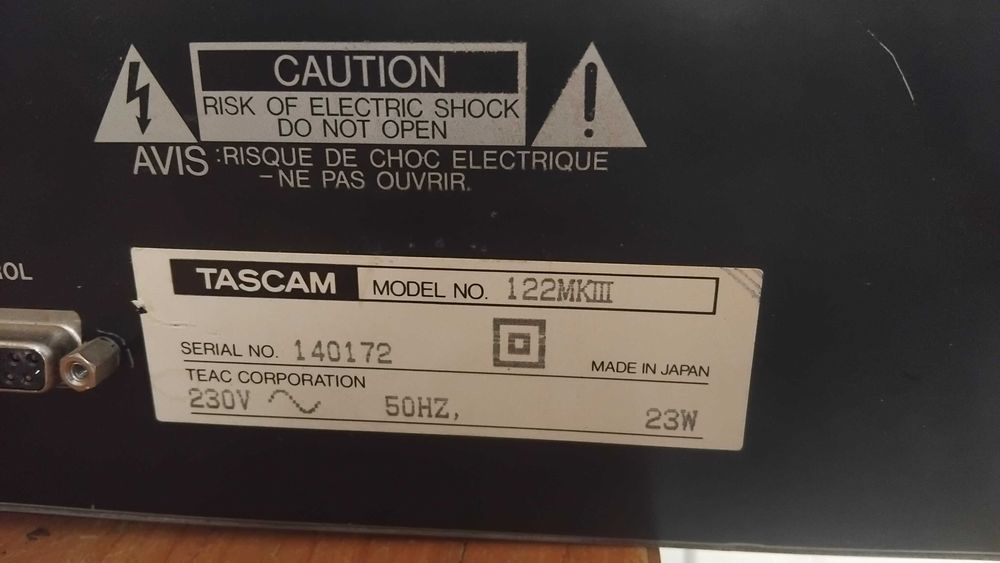 CAUTION
RISK OF ELECTRIC SHOCK
DO NOT OPEN
AVIS :RISQUE DE CHOC ELECTRIQUE
-NE PAS OUVRIR.
TASCAM MODEL NO. 122MKIII
SERIAL NO. 140172
MADE IN JAPAN
TEAC CORPORATION
230V 50HZ, 23W